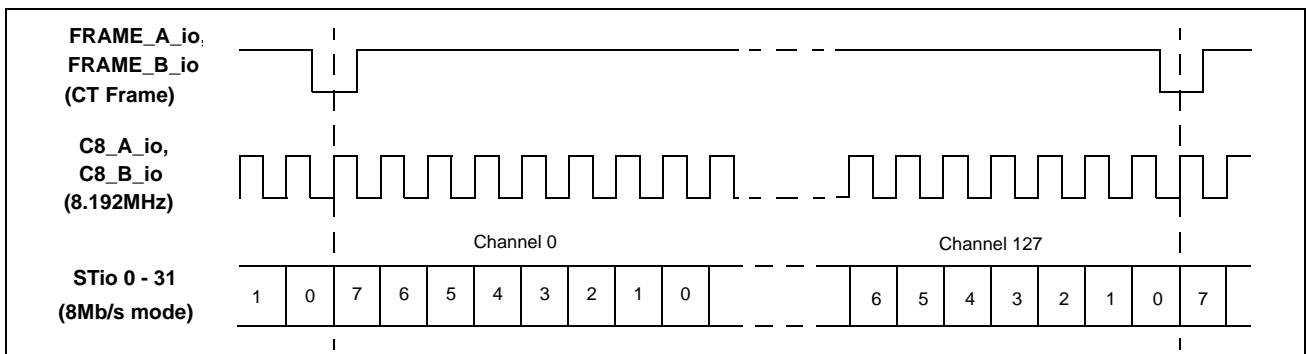 FRAME_A_io,
FRAME_B_io
(CT Frame)
C8_A_io,
C8_B_io
(8.192MHz)
Channel 0
Channel 127
STio 0 - 31
(8Mb/s mode)
1 0 7 6 5 4 3 2 1 0 6 5 4 3 2 1 0 7